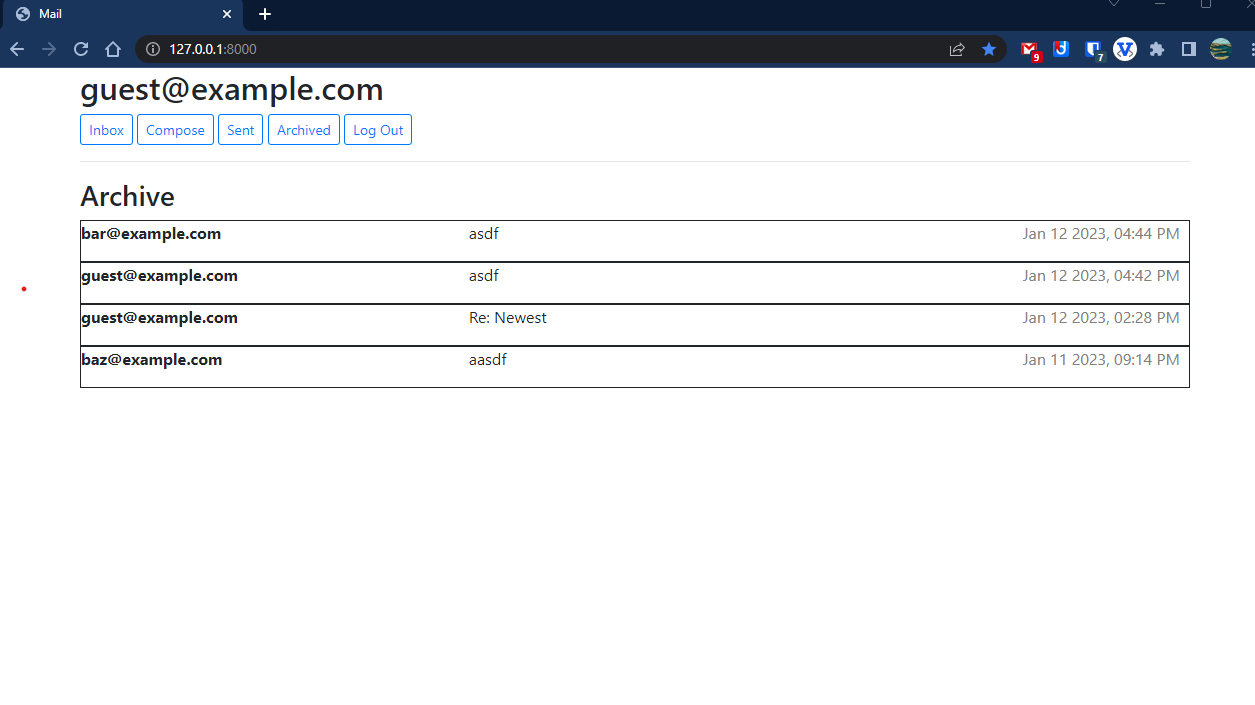 Mail
127.0.0.1:8000
9
7
guest@example.com
Inbox Compose Sent Archived Log Out
Archive
bar@example.com asdf Jan 12 2023, 04:44 PM
guest@example.com asdf Jan 12 2023, 04:42 PM
guest@example.com Re: Newest Jan 12 2023, 02:28 PM
baz@example.com aasdf Jan 11 2023, 09:14 PM